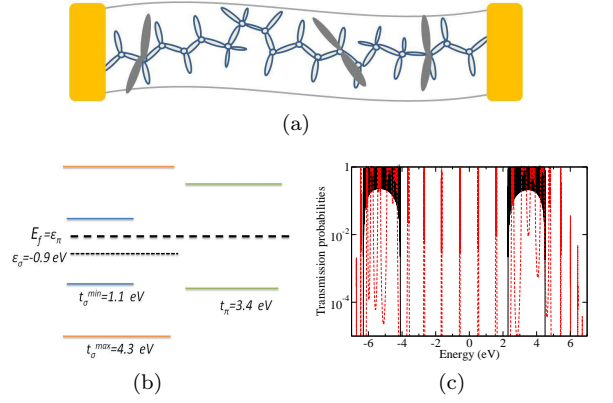 (a)
E_f=ε_π
ε_σ=-0.9 eV
t_σ^min=1.1 eV
t_π=3.4 eV
t_σ^max=4.3 eV
(b)
Transmission probabilities
1
10^-2
10^-4
-6 -4 -2 0 2 4 6
Energy (eV)
(c)